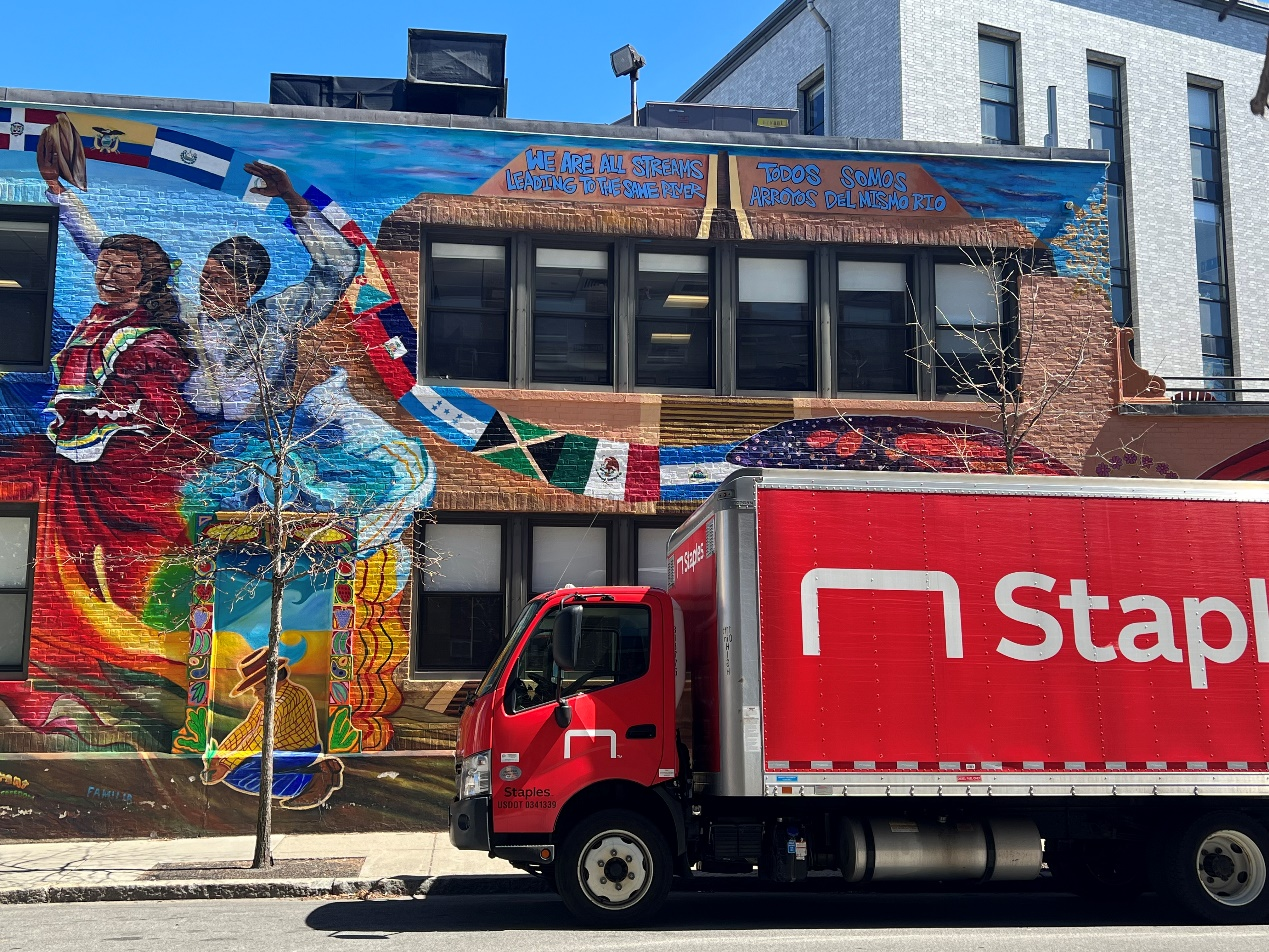 WE ARE ALL STREAMS
LEADING TO THE SAME RIVER
TODOS SOMOS
ARROYOS DEL MISMO RIO
Staples
Stapl
Staples
USDOT 0341339
FAMILIA